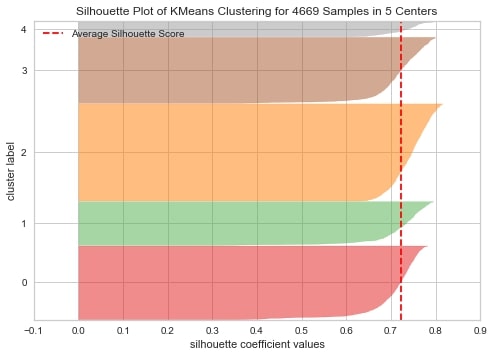 Silhouette Plot of KMeans Clustering for 4669 Samples in 5 Centers
Average Silhouette Score
4
3
2
1
0
cluster label
−0.1 0.0 0.1 0.2 0.3 0.4 0.5 0.6 0.7 0.8 0.9
silhouette coefficient values